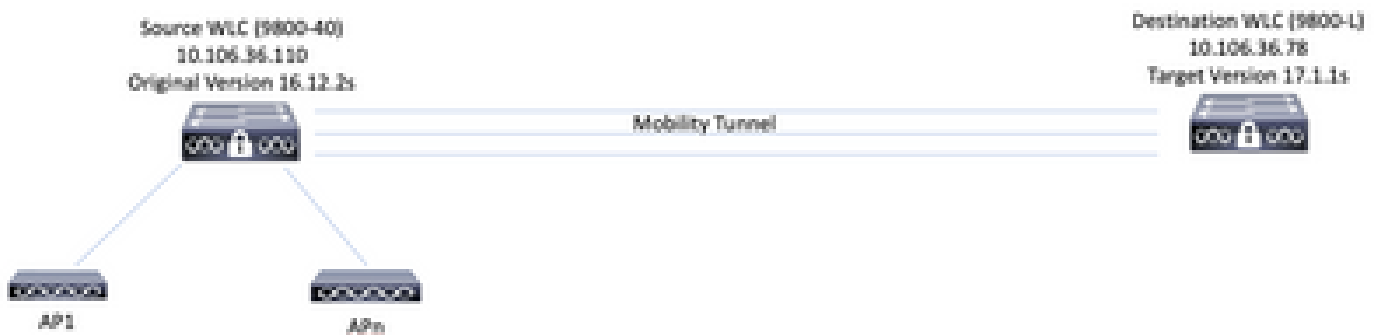 Source WLC (9800-40)
10.106.36.110
Original Version 16.12.2s
Destination WLC (9800-L)
10.106.36.78
Target Version 17.1.1s
Mobility Tunnel
AP1
APn